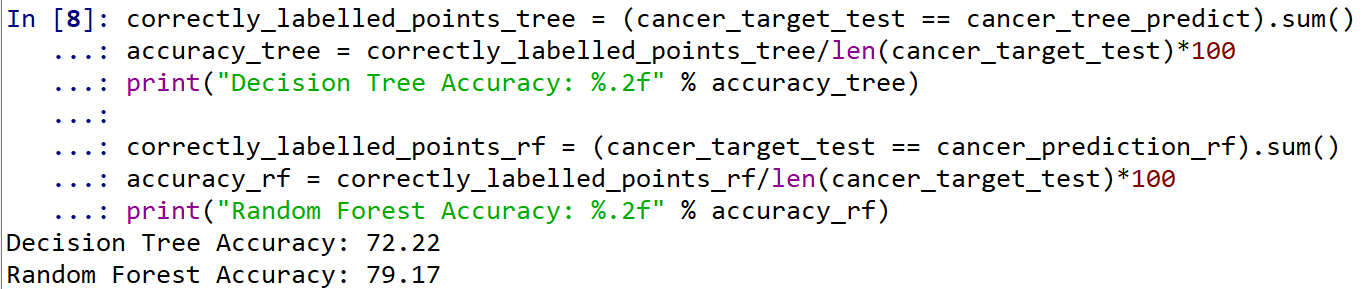 In [8]: correctly_labelled_points_tree = (cancer_target_test == cancer_tree_predict).sum()
   ...: accuracy_tree = correctly_labelled_points_tree/len(cancer_target_test)*100
   ...: print("Decision Tree Accuracy: %.2f" % accuracy_tree)
   ...:
   ...: correctly_labelled_points_rf = (cancer_target_test == cancer_prediction_rf).sum()
   ...: accuracy_rf = correctly_labelled_points_rf/len(cancer_target_test)*100
   ...: print("Random Forest Accuracy: %.2f" % accuracy_rf)
Decision Tree Accuracy: 72.22
Random Forest Accuracy: 79.17